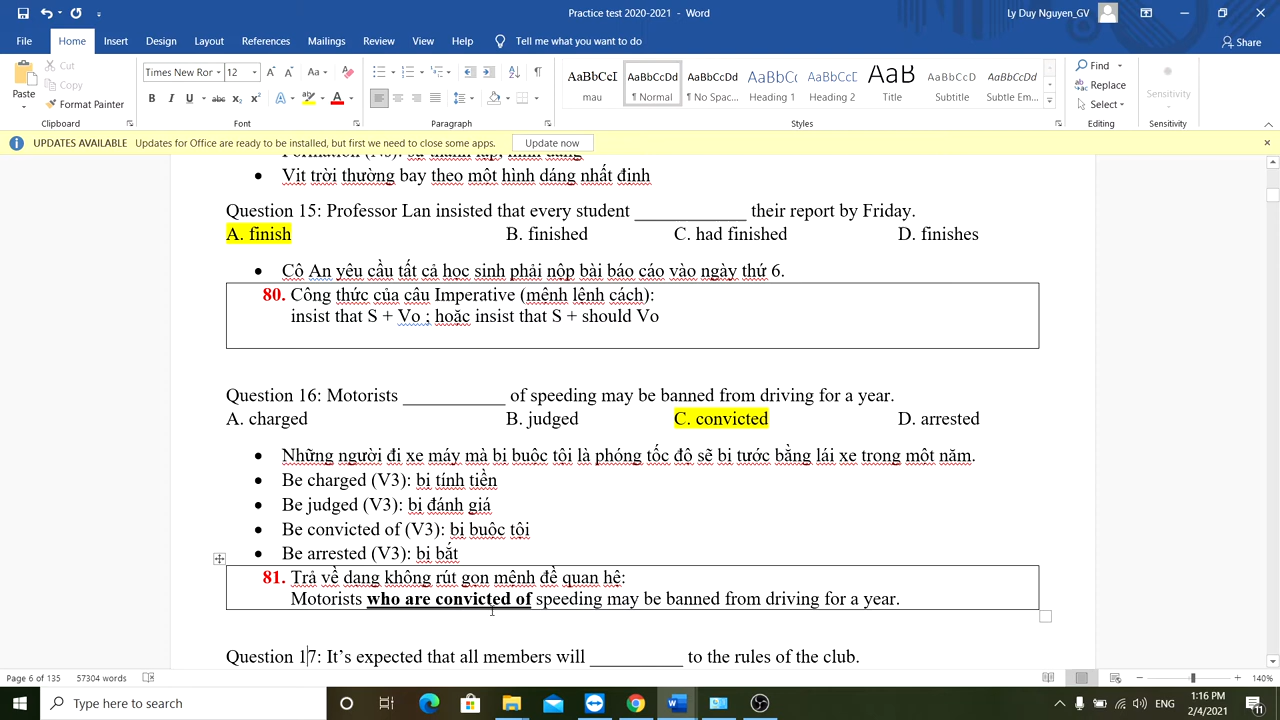 Practice test 2020-2021 - Word
Ly Duy Nguyen_GV
File Home Insert Design Layout References Mailings Review View Help Tell me what you want to do
Share
Cut
Copy
Format Painter
Paste
Clipboard
Times New Ror 12
Font
Paragraph
AaBbCcI AaBbCcDd AaBbCcDd AaBbCc AaBbCcI AaB AaBbCcD AaBbCcDd
mau ¶ Normal ¶ No Spac... Heading 1 Heading 2 Title Subtitle Subtle Em...
Styles
Find
Replace
Select
Editing
Sensitivity
Sensitivity
UPDATES AVAILABLE Updates for Office are ready to be installed, but first we need to close some apps. Update now
• Vịt trời thường bay theo một hình dáng nhất định
Question 15: Professor Lan insisted that every student ____________ their report by Friday.
A. finish B. finished C. had finished D. finishes
• Cô An yêu cầu tất cả học sinh phải nộp bài báo cáo vào ngày thứ 6.
80. Công thức của câu Imperative (mệnh lệnh cách):
insist that S + Vo ; hoặc insist that S + should Vo
Question 16: Motorists ___________ of speeding may be banned from driving for a year.
A. charged B. judged C. convicted D. arrested
• Những người đi xe máy mà bị buộc tội là phóng tốc độ sẽ bị tước bằng lái xe trong một năm.
• Be charged (V3): bị tính tiền
• Be judged (V3): bị đánh giá
• Be convicted of (V3): bị buộc tội
• Be arrested (V3): bị bắt
81. Trả về dạng không rút gọn mệnh đề quan hệ:
Motorists who are convicted of speeding may be banned from driving for a year.
Question 17: It’s expected that all members will __________ to the rules of the club.
Page 6 of 135 57304 words 140%
Type here to search
1:16 PM
2/4/2021